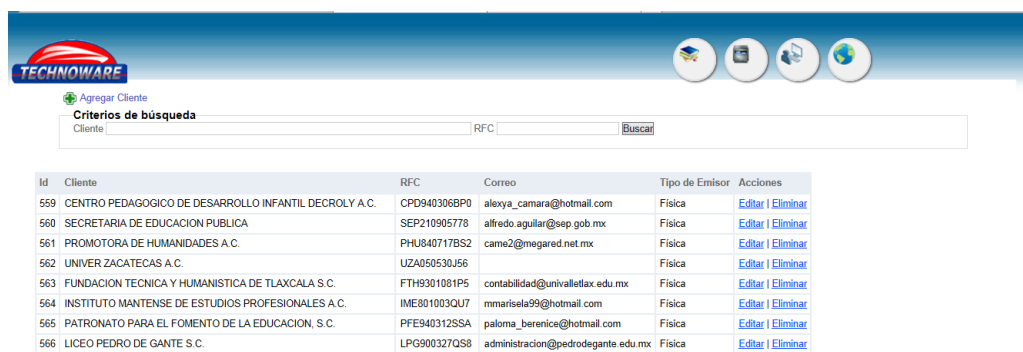 TECHNOWARE
Agregar Cliente
Criterios de búsqueda
Cliente RFC Buscar
Id Cliente RFC Correo Tipo de Emisor Acciones
559 CENTRO PEDAGOGICO DE DESARROLLO INFANTIL DECROLY A.C. CPD940306BP0 alexya_camara@hotmail.com Física Editar | Eliminar
560 SECRETARIA DE EDUCACION PUBLICA SEP210905778 alfredo.aguilar@sep.gob.mx Física Editar | Eliminar
561 PROMOTORA DE HUMANIDADES A.C. PHU840717BS2 came2@megared.net.mx Física Editar | Eliminar
562 UNIVER ZACATECAS A.C. UZA050530J56 Física Editar | Eliminar
563 FUNDACION TECNICA Y HUMANISTICA DE TLAXCALA S.C. FTH9301081P5 contabilidad@univalletlax.edu.mx Física Editar | Eliminar
564 INSTITUTO MANTENSE DE ESTUDIOS PROFESIONALES A.C. IME801003QU7 mmarisela99@hotmail.com Física Editar | Eliminar
565 PATRONATO PARA EL FOMENTO DE LA EDUCACION, S.C. PFE940312SSA paloma_berenice@hotmail.com Física Editar | Eliminar
566 LICEO PEDRO DE GANTE S.C. LPG900327QS8 administracion@pedrodegante.edu.mx Física Editar | Eliminar